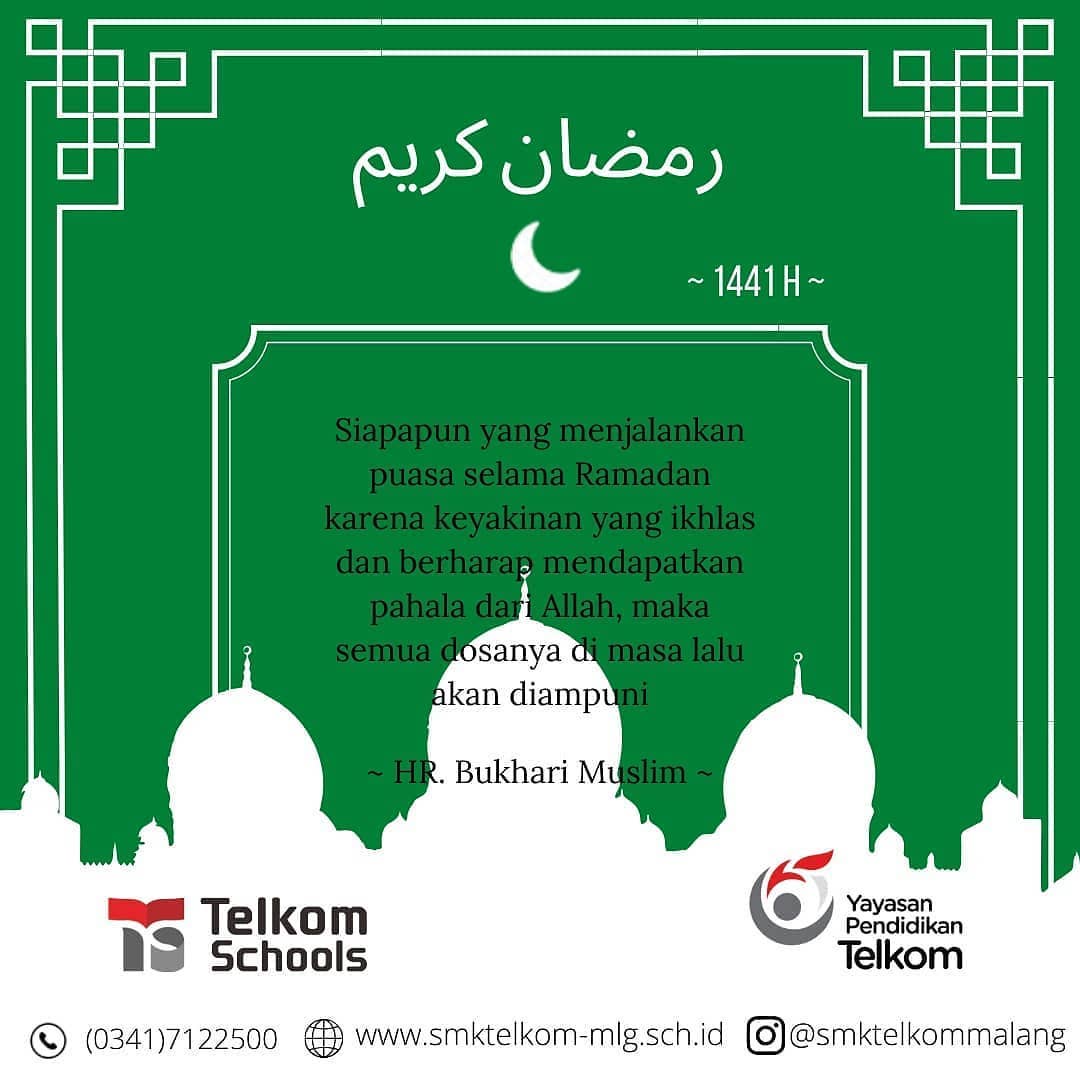 رمضان كريم
~ 1441 H ~
Siapapun yang menjalankan
puasa selama Ramadan
karena keyakinan yang ikhlas
dan berharap mendapatkan
pahala dari Allah, maka
semua dosanya di masa lalu
akan diampuni
~ HR. Bukhari Muslim ~
Telkom
Schools
Yayasan
Pendidikan
Telkom
(0341)7122500
www.smktelkom-mlg.sch.id
@smktelkommalang